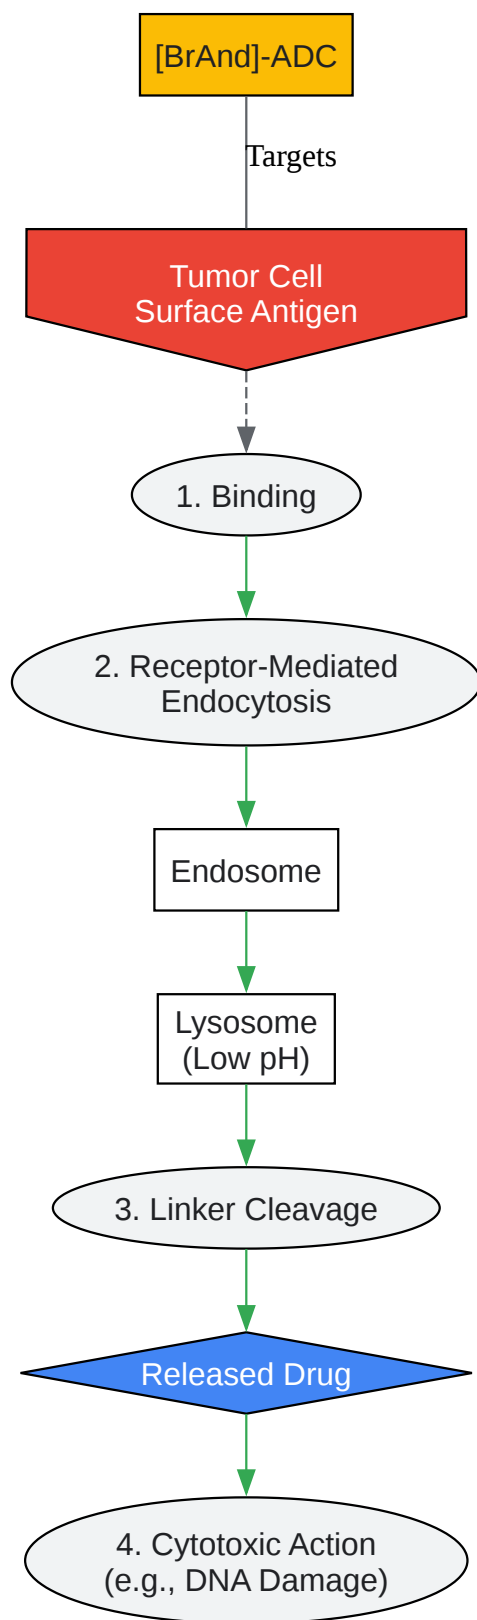 [BrAnd]-ADC
Targets
Tumor Cell
Surface Antigen
1. Binding
2. Receptor-Mediated
Endocytosis
Endosome
Lysosome
(Low pH)
3. Linker Cleavage
Released Drug
4. Cytotoxic Action
(e.g., DNA Damage)